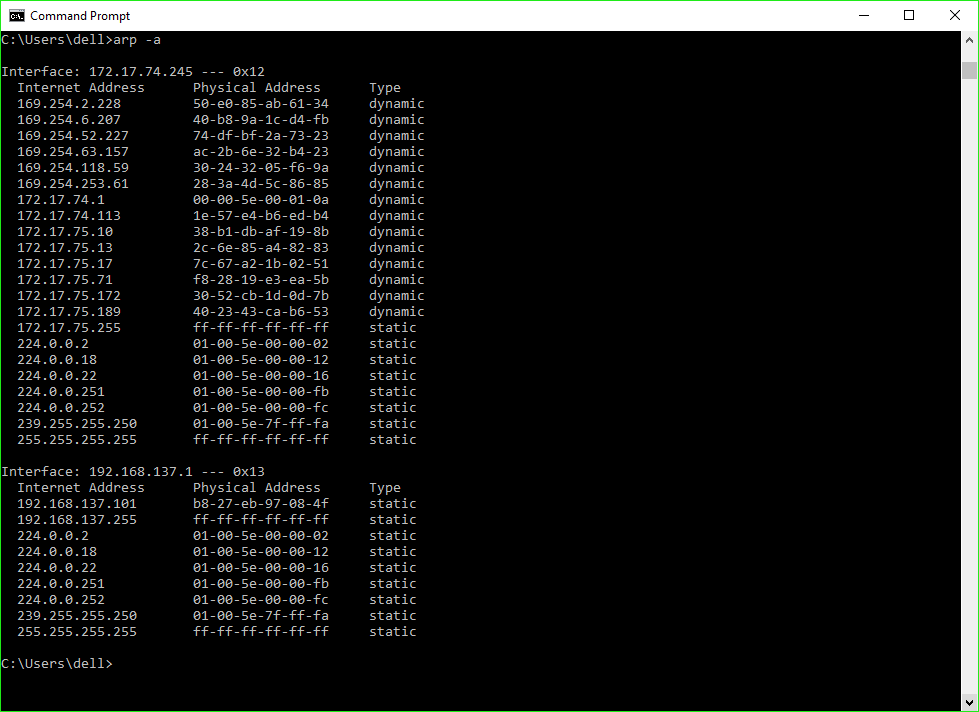 Command Prompt
C:\Users\dell>arp -a
Interface: 172.17.74.245 --- 0x12
Internet Address Physical Address Type
169.254.2.228 50-e0-85-ab-61-34 dynamic
169.254.6.207 40-b8-9a-1c-d4-fb dynamic
169.254.52.227 74-df-bf-2a-73-23 dynamic
169.254.63.157 ac-2b-6e-32-b4-23 dynamic
169.254.118.59 30-24-32-05-f6-9a dynamic
169.254.253.61 28-3a-4d-5c-86-85 dynamic
172.17.74.1 00-00-5e-00-01-0a dynamic
172.17.74.113 1e-57-e4-b6-ed-b4 dynamic
172.17.75.10 38-b1-db-af-19-8b dynamic
172.17.75.13 2c-6e-85-a4-82-83 dynamic
172.17.75.17 7c-67-a2-1b-02-51 dynamic
172.17.75.71 f8-28-19-e3-ea-5b dynamic
172.17.75.172 30-52-cb-1d-0d-7b dynamic
172.17.75.189 40-23-43-ca-b6-53 dynamic
172.17.75.255 ff-ff-ff-ff-ff-ff static
224.0.0.2 01-00-5e-00-00-02 static
224.0.0.18 01-00-5e-00-00-12 static
224.0.0.22 01-00-5e-00-00-16 static
224.0.0.251 01-00-5e-00-00-fb static
224.0.0.252 01-00-5e-00-00-fc static
239.255.255.250 01-00-5e-7f-ff-fa static
255.255.255.255 ff-ff-ff-ff-ff-ff static
Interface: 192.168.137.1 --- 0x13
Internet Address Physical Address Type
192.168.137.101 b8-27-eb-97-08-4f static
192.168.137.255 ff-ff-ff-ff-ff-ff static
224.0.0.2 01-00-5e-00-00-02 static
224.0.0.18 01-00-5e-00-00-12 static
224.0.0.22 01-00-5e-00-00-16 static
224.0.0.251 01-00-5e-00-00-fb static
224.0.0.252 01-00-5e-00-00-fc static
239.255.255.250 01-00-5e-7f-ff-fa static
255.255.255.255 ff-ff-ff-ff-ff-ff static
C:\Users\dell>